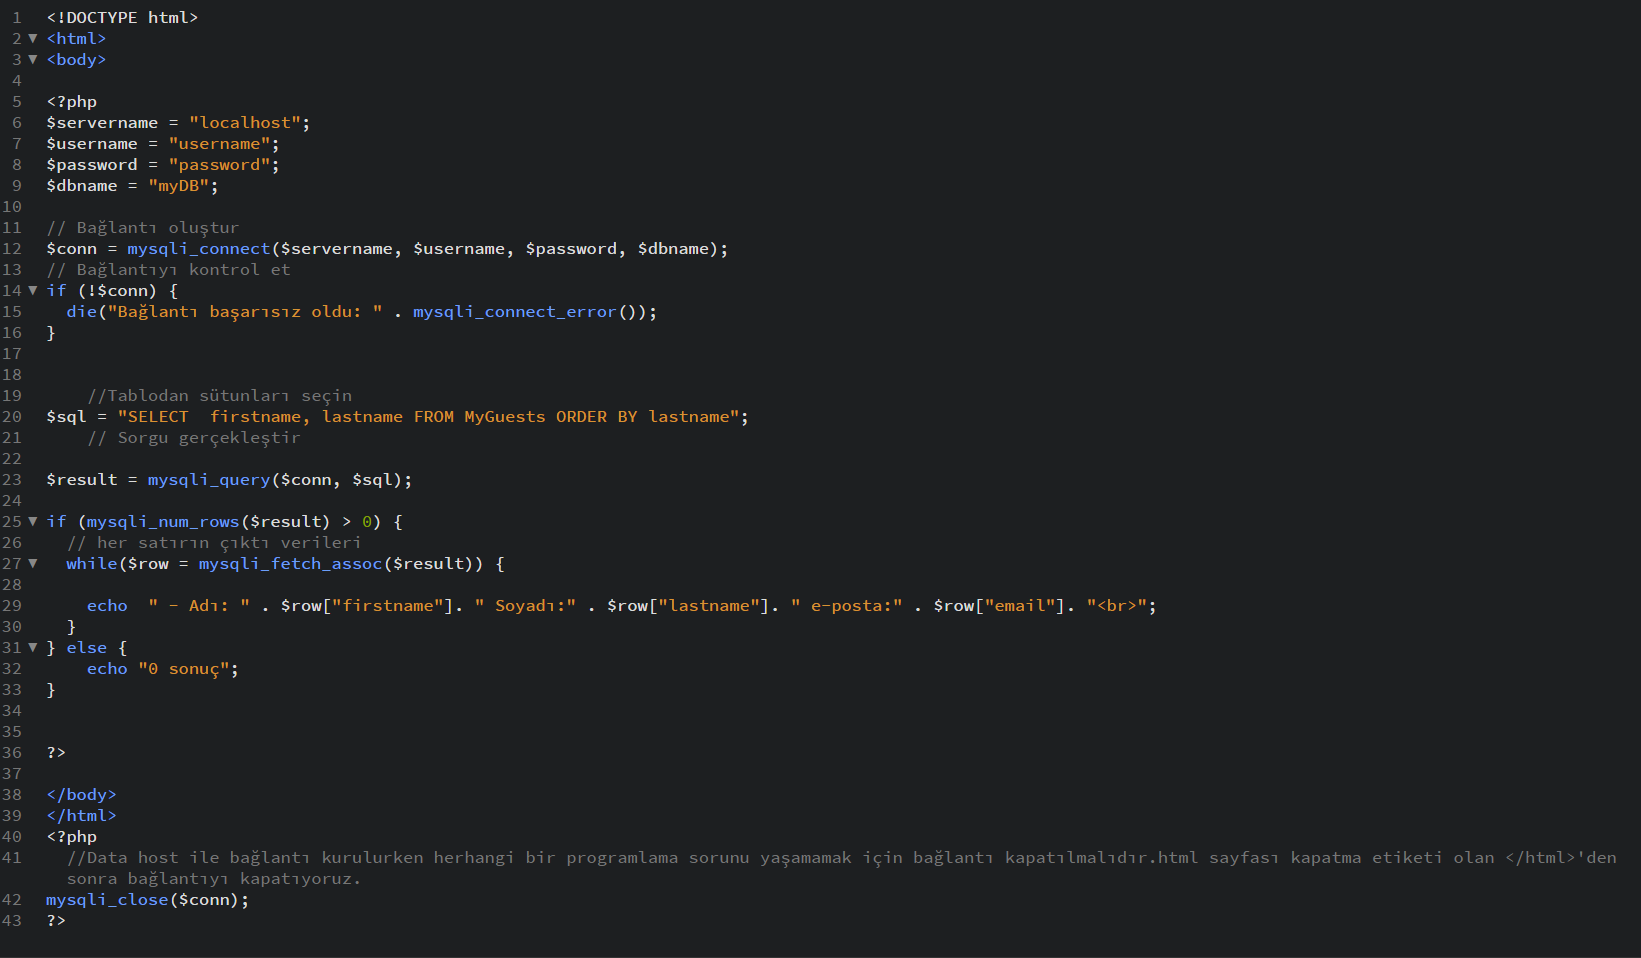 1 <!DOCTYPE html>
2 <html>
3 <body>
4
5 <?php
6 $servername = "localhost";
7 $username = "username";
8 $password = "password";
9 $dbname = "myDB";
10
11 // Bağlantı oluştur
12 $conn = mysqli_connect($servername, $username, $password, $dbname);
13 // Bağlantıyı kontrol et
14 if (!$conn) {
15   die("Bağlantı başarısız oldu: " . mysqli_connect_error());
16 }
17
18
19     //Tablodan sütunları seçin
20 $sql = "SELECT  firstname, lastname FROM MyGuests ORDER BY lastname";
21     // Sorgu gerçekleştir
22
23 $result = mysqli_query($conn, $sql);
24
25 if (mysqli_num_rows($result) > 0) {
26   // her satırın çıktı verileri
27   while($row = mysqli_fetch_assoc($result)) {
28
29     echo  " - Adı: " . $row["firstname"]. " Soyadı:" . $row["lastname"]. " e-posta:" . $row["email"]. "<br>";
30   }
31 } else {
32     echo "0 sonuç";
33 }
34
35
36 ?>
37
38 </body>
39 </html>
40 <?php
41   //Data host ile bağlantı kurulurken herhangi bir programlama sorunu yaşamamak için bağlantı kapatılmalıdır.html sayfası kapatma etiketi olan </html>'den
sonra bağlantıyı kapatıyoruz.
42 mysqli_close($conn);
43 ?>